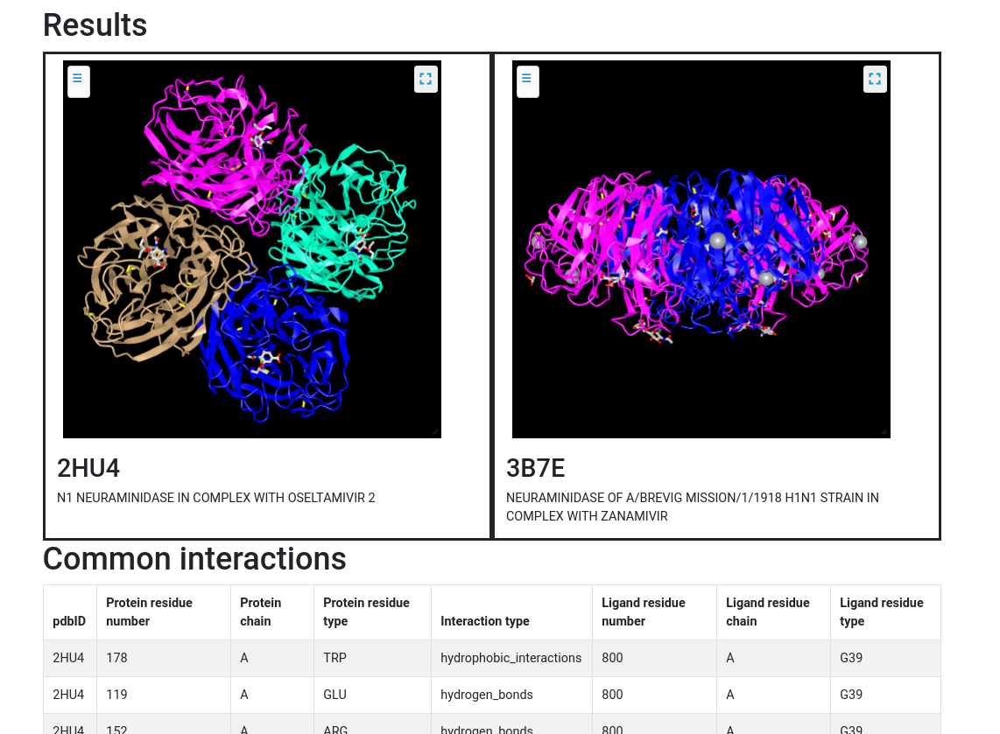 Results
2HU4
N1 NEURAMINIDASE IN COMPLEX WITH OSELTAMIVIR 2
3B7E
NEURAMINIDASE OF A/BREVIG MISSION/1/1918 H1N1 STRAIN IN
COMPLEX WITH ZANAMIVIR
Common interactions
pdbID Protein residue number Protein chain Protein residue type Interaction type Ligand residue number Ligand residue chain Ligand residue type
2HU4 178 A TRP hydrophobic_interactions 800 A G39
2HU4 119 A GLU hydrogen_bonds 800 A G39
2HU4 152 A ARG hydrogen_bonds 800 A G39